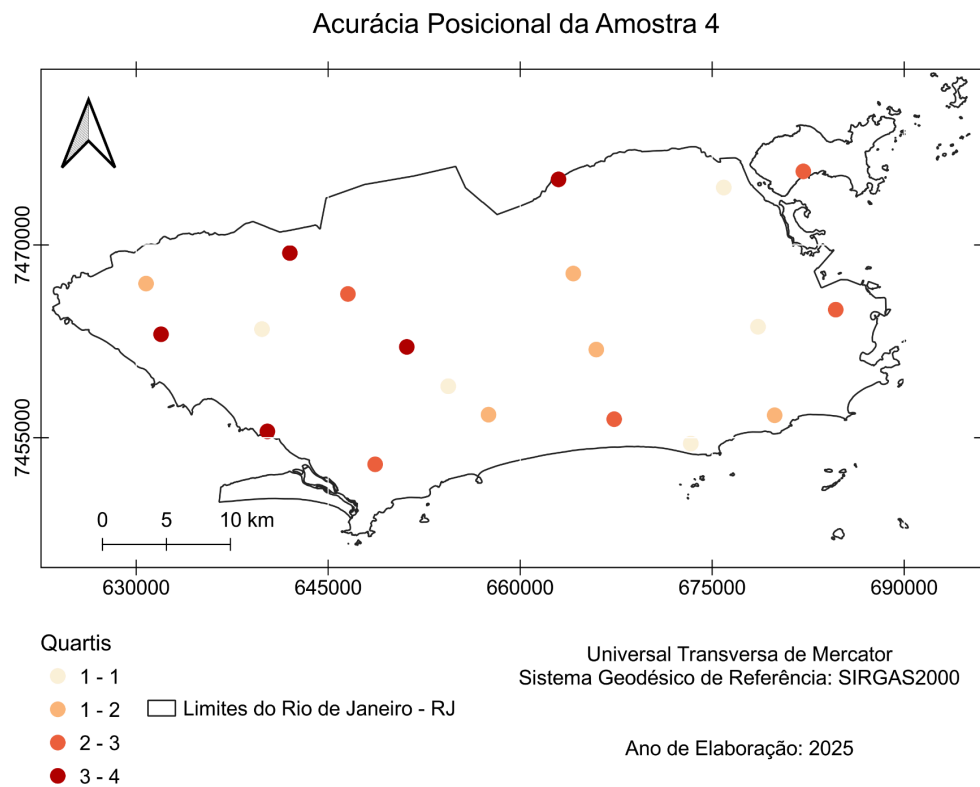 Acurácia Posicional da Amostra 4
7470000
7455000
0 5 10 km
630000 645000 660000 675000 690000
Quartis
1 - 1
1 - 2
2 - 3
3 - 4
Limites do Rio de Janeiro - RJ
Universal Transversa de Mercator
Sistema Geodésico de Referência: SIRGAS2000
Ano de Elaboração: 2025